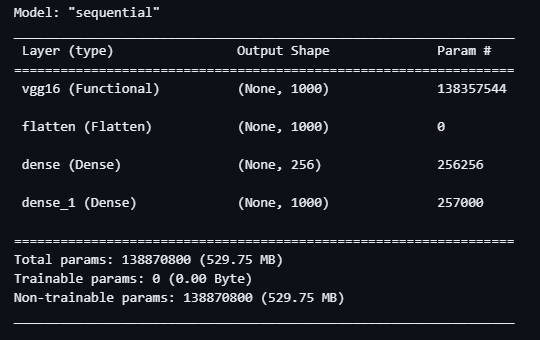 Model: "sequential"
_________________________________________________________________
Layer (type) Output Shape Param #
=================================================================
vgg16 (Functional) (None, 1000) 138357544
flatten (Flatten) (None, 1000) 0
dense (Dense) (None, 256) 256256
dense_1 (Dense) (None, 1000) 257000
=================================================================
Total params: 138870800 (529.75 MB)
Trainable params: 0 (0.00 Byte)
Non-trainable params: 138870800 (529.75 MB)
_________________________________________________________________